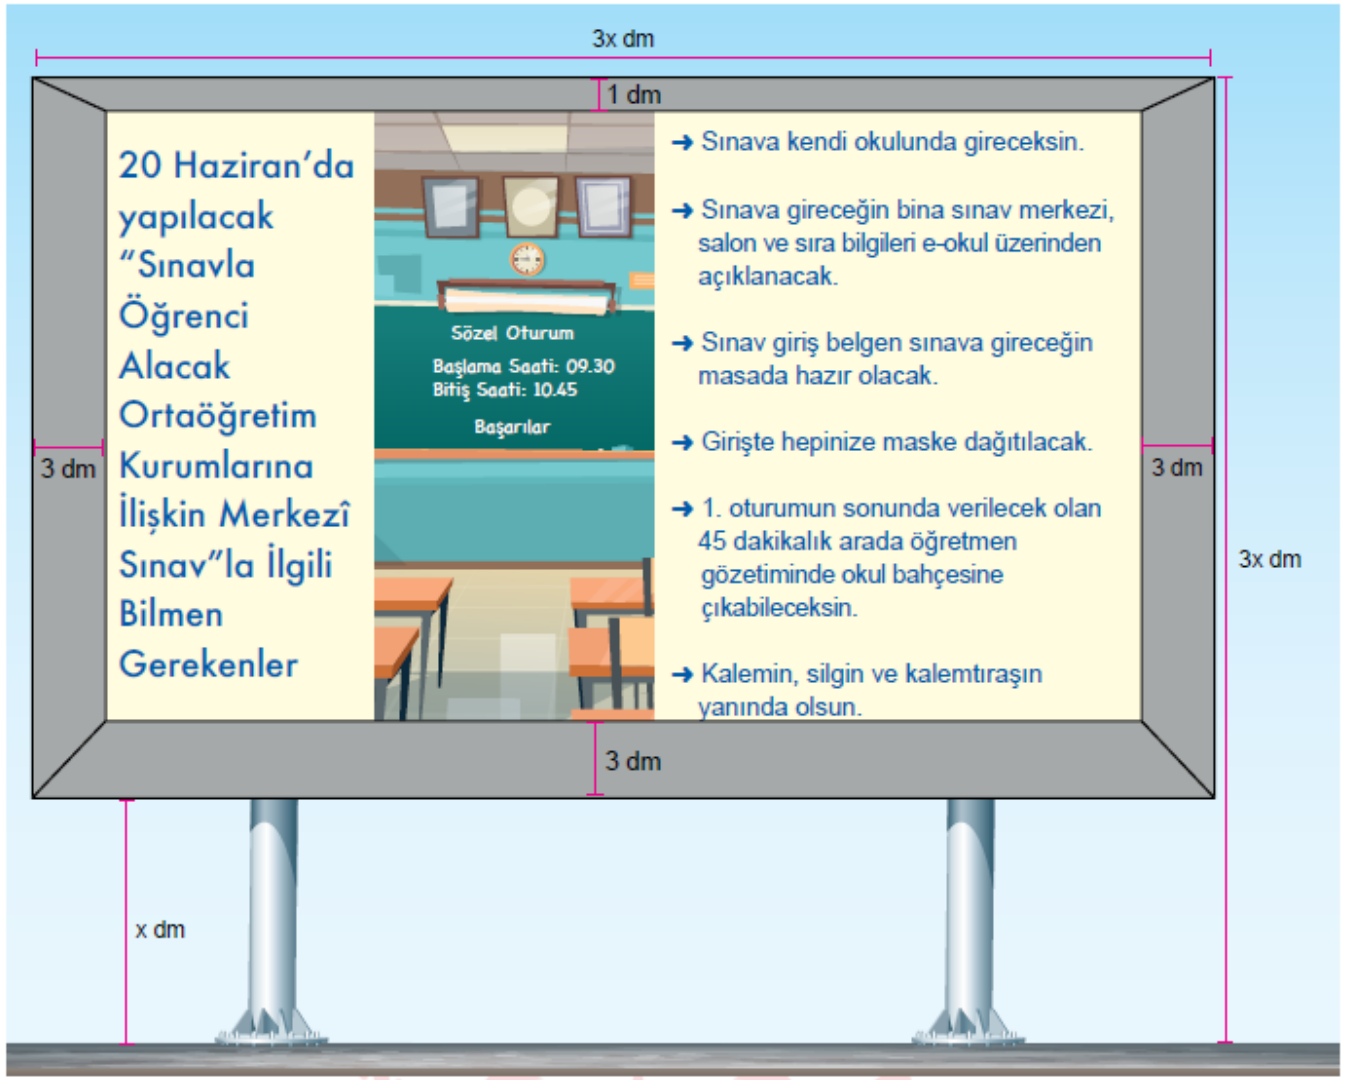 3x dm
1 dm
20 Haziran’da
yapılacak
“Sınavla
Öğrenci
Alacak
Ortaöğretim
Kurumlarına
İlişkin Merkezî
Sınav”la İlgili
Bilmen
Gerekenler
Sözel Oturum
Başlama Saati: 09.30
Bitiş Saati: 10.45
Başarılar
➜ Sınava kendi okulunda gireceksin.
➜ Sınava gireceğin bina sınav merkezi,
salon ve sıra bilgileri e-okul üzerinden
açıklanacak.
➜ Sınav giriş belgen sınava gireceğin
masada hazır olacak.
➜ Girişte hepinize maske dağıtılacak.
➜ 1. oturumun sonunda verilecek olan
45 dakikalık arada öğretmen
gözetiminde okul bahçesine
çıkabileceksin.
➜ Kalemin, silgin ve kalemtıraşın
yanında olsun.
3 dm
3 dm
3 dm
3x dm
x dm